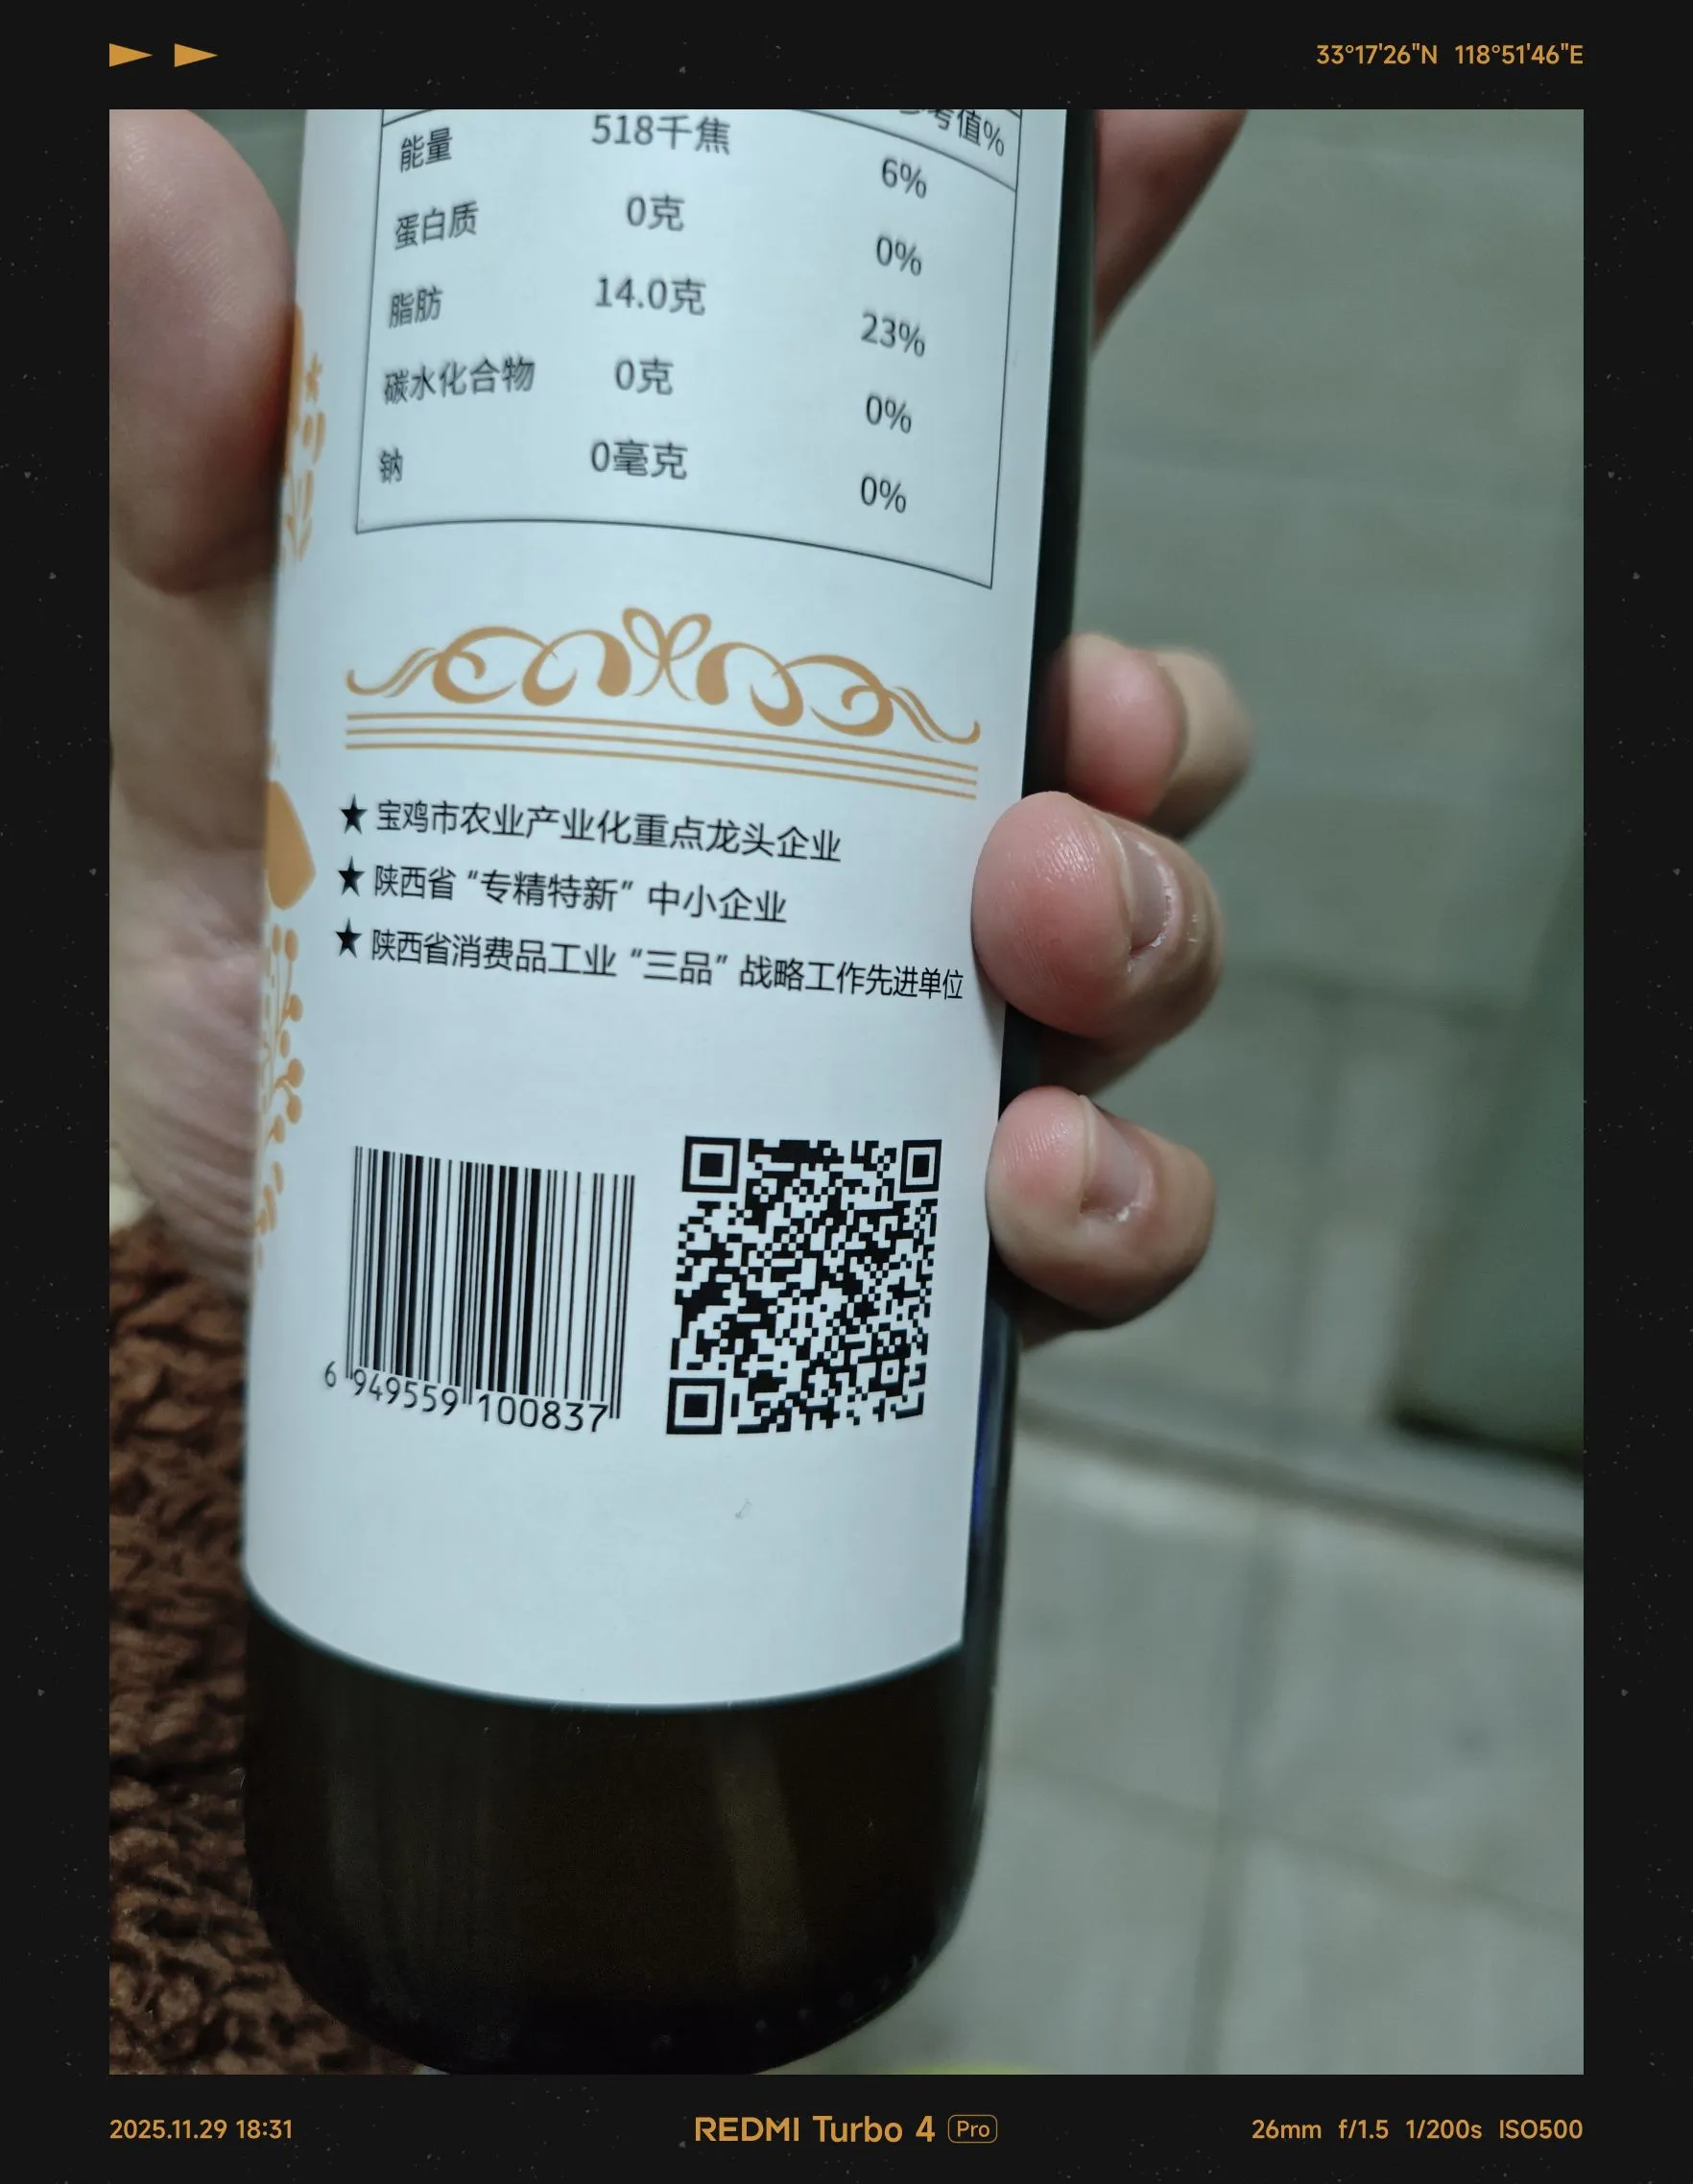 33°17'26"N 118°51'46"E
考值%
能量 518千焦 6%
蛋白质 0克 0%
脂肪 14.0克 23%
碳水化合物 0克 0%
钠 0毫克 0%
★ 宝鸡市农业产业化重点龙头企业
★ 陕西省“专精特新”中小企业
★ 陕西省消费品工业“三品”战略工作先进单位
6 949559 100837
2025.11.29 18:31
REDMI Turbo 4 Pro
26mm f/1.5 1/200s ISO500